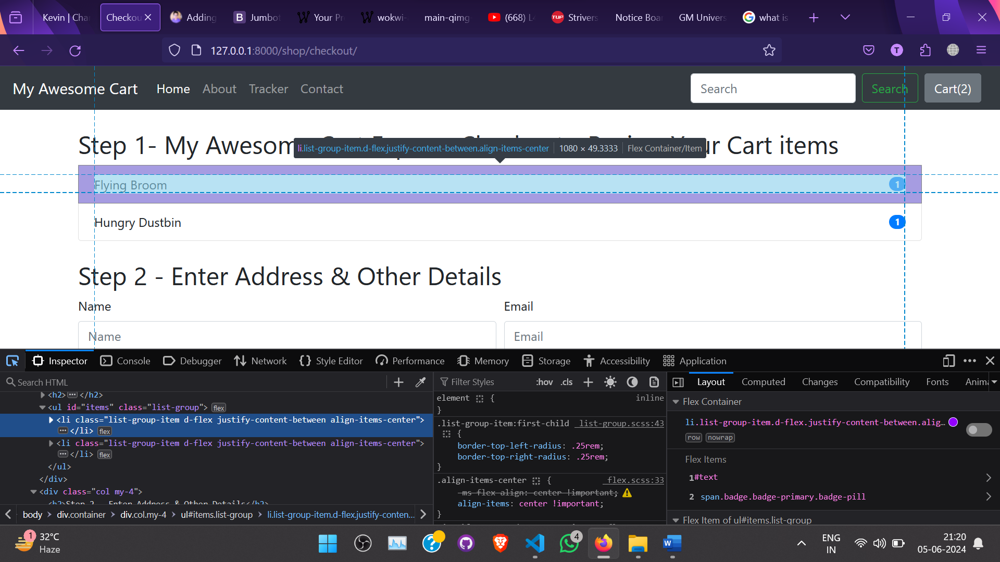 Kevin | Cha
Checkou
Adding
Jumbot
Your Pr
wokwi-
main-qimg
(668) L4
Strivers
Notice Boa
GM Univers
what is
127.0.0.1:8000/shop/checkout/
T
My Awesome Cart
Home
About
Tracker
Contact
Search
Search
Cart(2)
Step 1- My Awesom
r Cart items
li.list-group-item.d-flex.justify-content-between.align-items-center
1080 × 49.3333
Flex Container/Item
Flying Broom
1
Hungry Dustbin
1
Step 2 - Enter Address & Other Details
Name
Email
Name
Email
Inspector
Console
Debugger
Network
Style Editor
Performance
Memory
Storage
Accessibility
Application
Search HTML
Filter Styles
:hov
.cls
Layout
Computed
Changes
Compatibility
Fonts
Anima
<h2>…</h2>
<ul id="items" class="list-group"> flex
<li class="list-group-item d-flex justify-content-between align-items-center">
…</li> flex
<li class="list-group-item d-flex justify-content-between align-items-center">
…</li> flex
</ul>
</div>
<div class="col my-4">
<h2>Step 2 - Enter Address & Other Details</h2>
body
div.container
div.col.my-4
ul#items.list-group
li.list-group-item.d-flex.justify-conten...
element {
inline
}
.list-group-item:first-child
list-group.scss:43
{
border-top-left-radius: .25rem;
border-top-right-radius: .25rem;
}
.align-items-center {
flex.scss:33
-ms-flex-align: center !important;
align-items: center !important;
}
Flex Container
li.list-group-item.d-flex.justify-content-between.alig…
row
nowrap
Flex Items
1#text
2 span.badge.badge-primary.badge-pill
Flex Item of ul#items.list-group
1
32°C
Haze
4
ENG
IN
21:20
05-06-2024